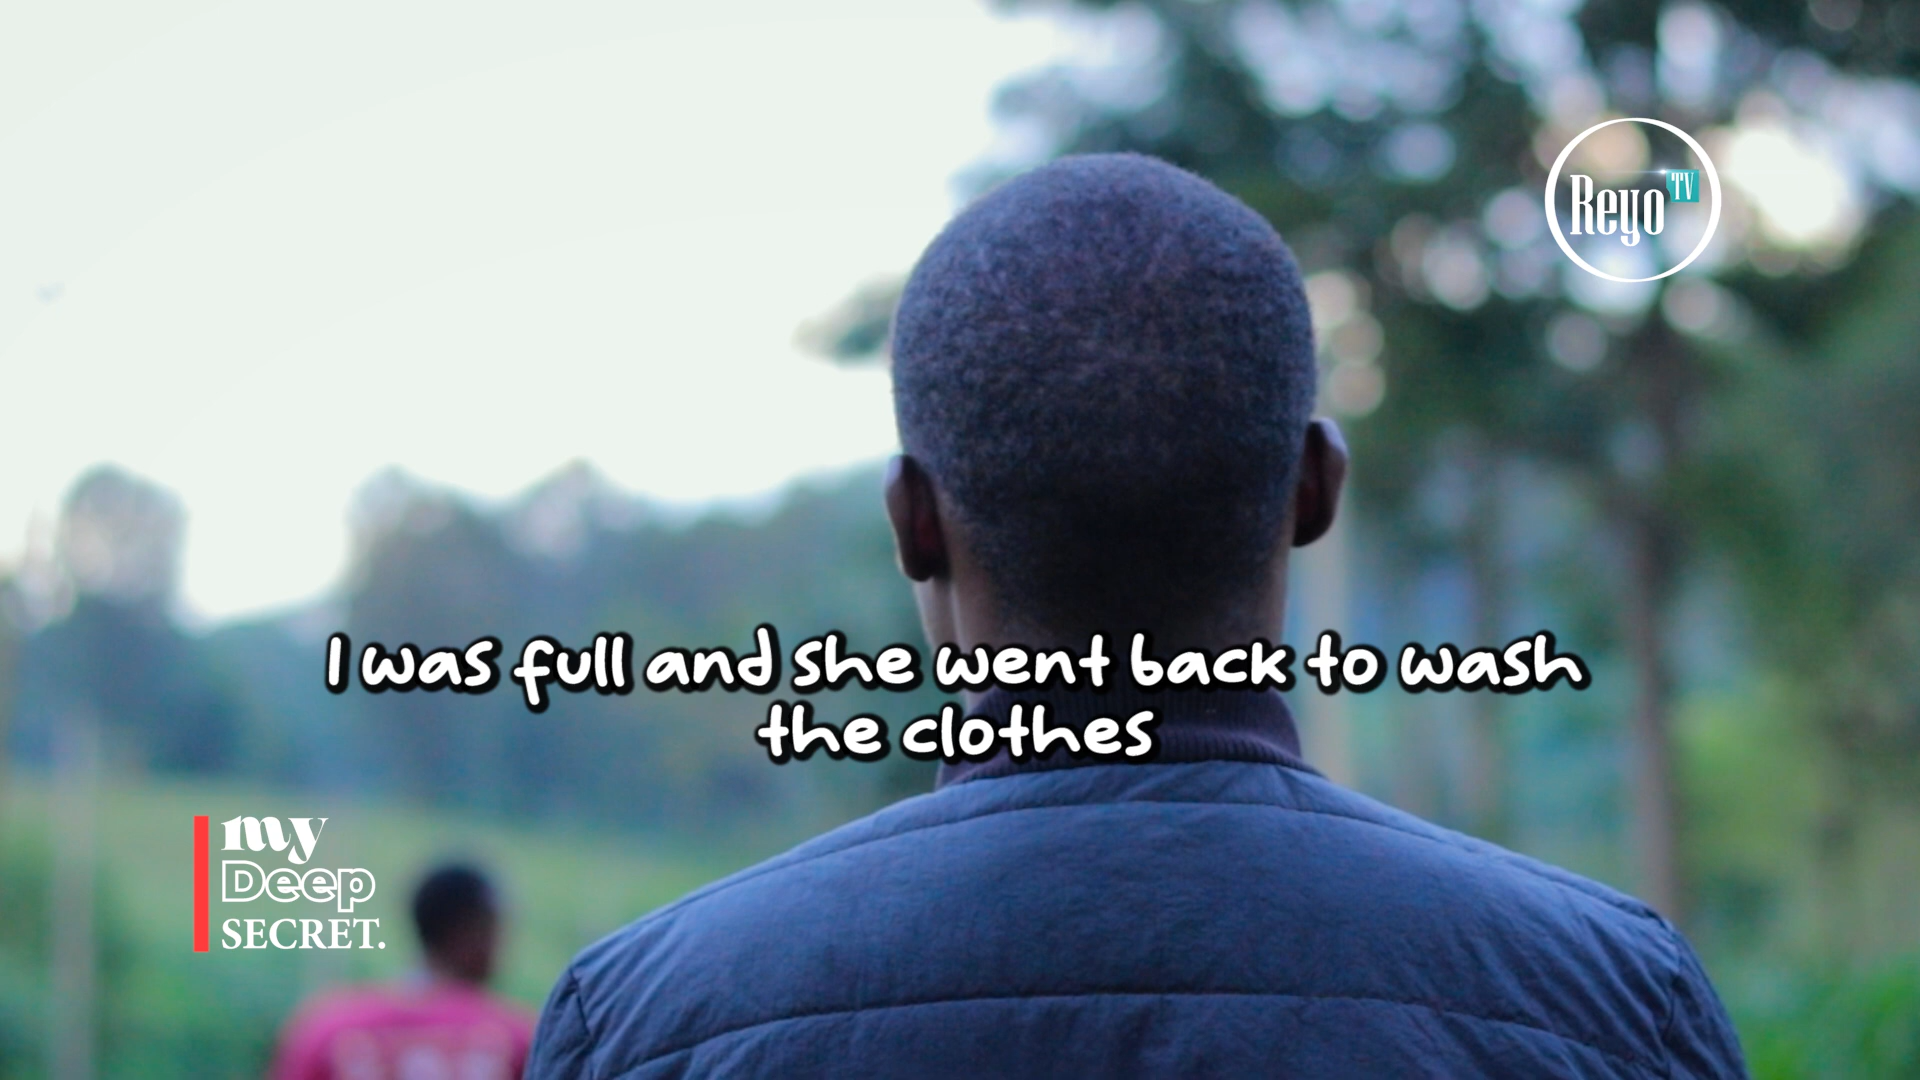 Reyo TV
I was full and she went back to wash
the clothes
my
Deep
SECRET.